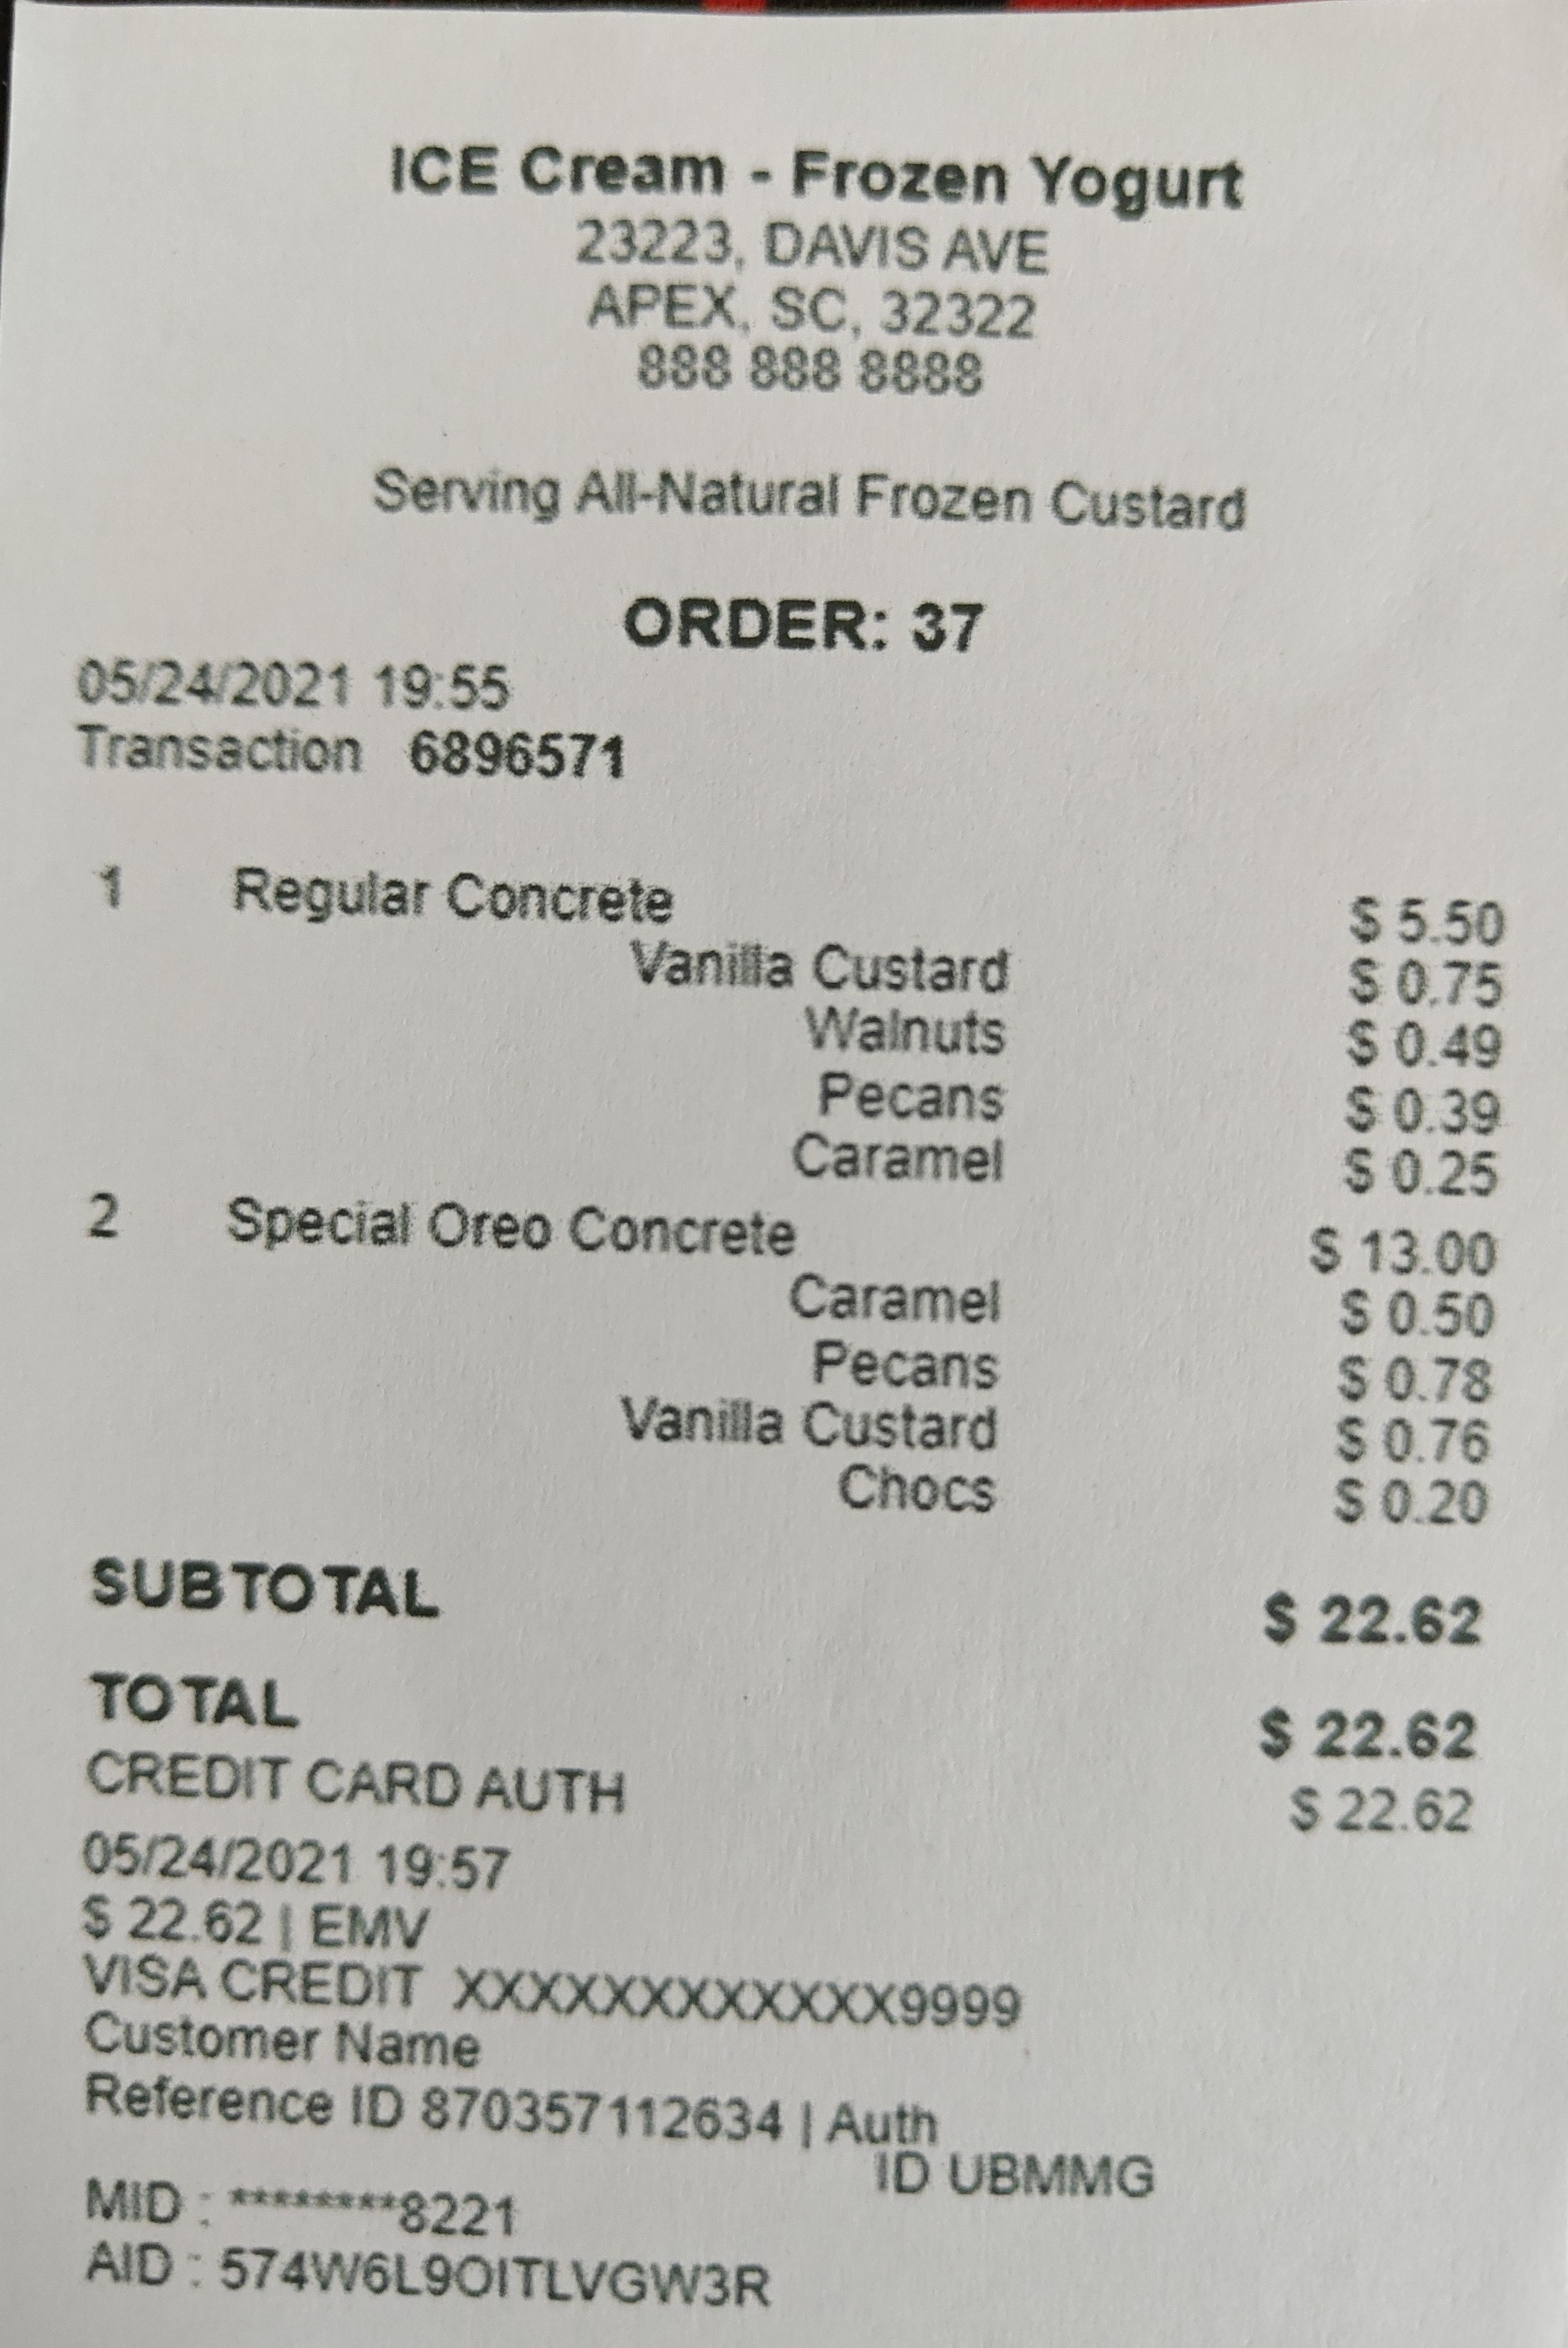 ICE Cream - Frozen Yogurt
23223, DAVIS AVE
APEX, SC, 32322
888 888 8888
Serving All-Natural Frozen Custard
ORDER: 37
05/24/2021 19:55
Transaction 6896571
1 Regular Concrete $ 5.50
Vanilla Custard $ 0.75
Walnuts $ 0.49
Pecans $ 0.39
Caramel $ 0.25
2 Special Oreo Concrete $ 13.00
Caramel $ 0.50
Pecans $ 0.78
Vanilla Custard $ 0.76
Chocs $ 0.20
SUBTOTAL $ 22.62
TOTAL $ 22.62
CREDIT CARD AUTH $ 22.62
05/24/2021 19:57
$ 22.62 | EMV
VISA CREDIT XXXXXXXXXXXX9999
Customer Name
Reference ID 870357112634 | Auth
ID UBMMG
MID : ********8221
AID : 574W6L9OITLVGW3R